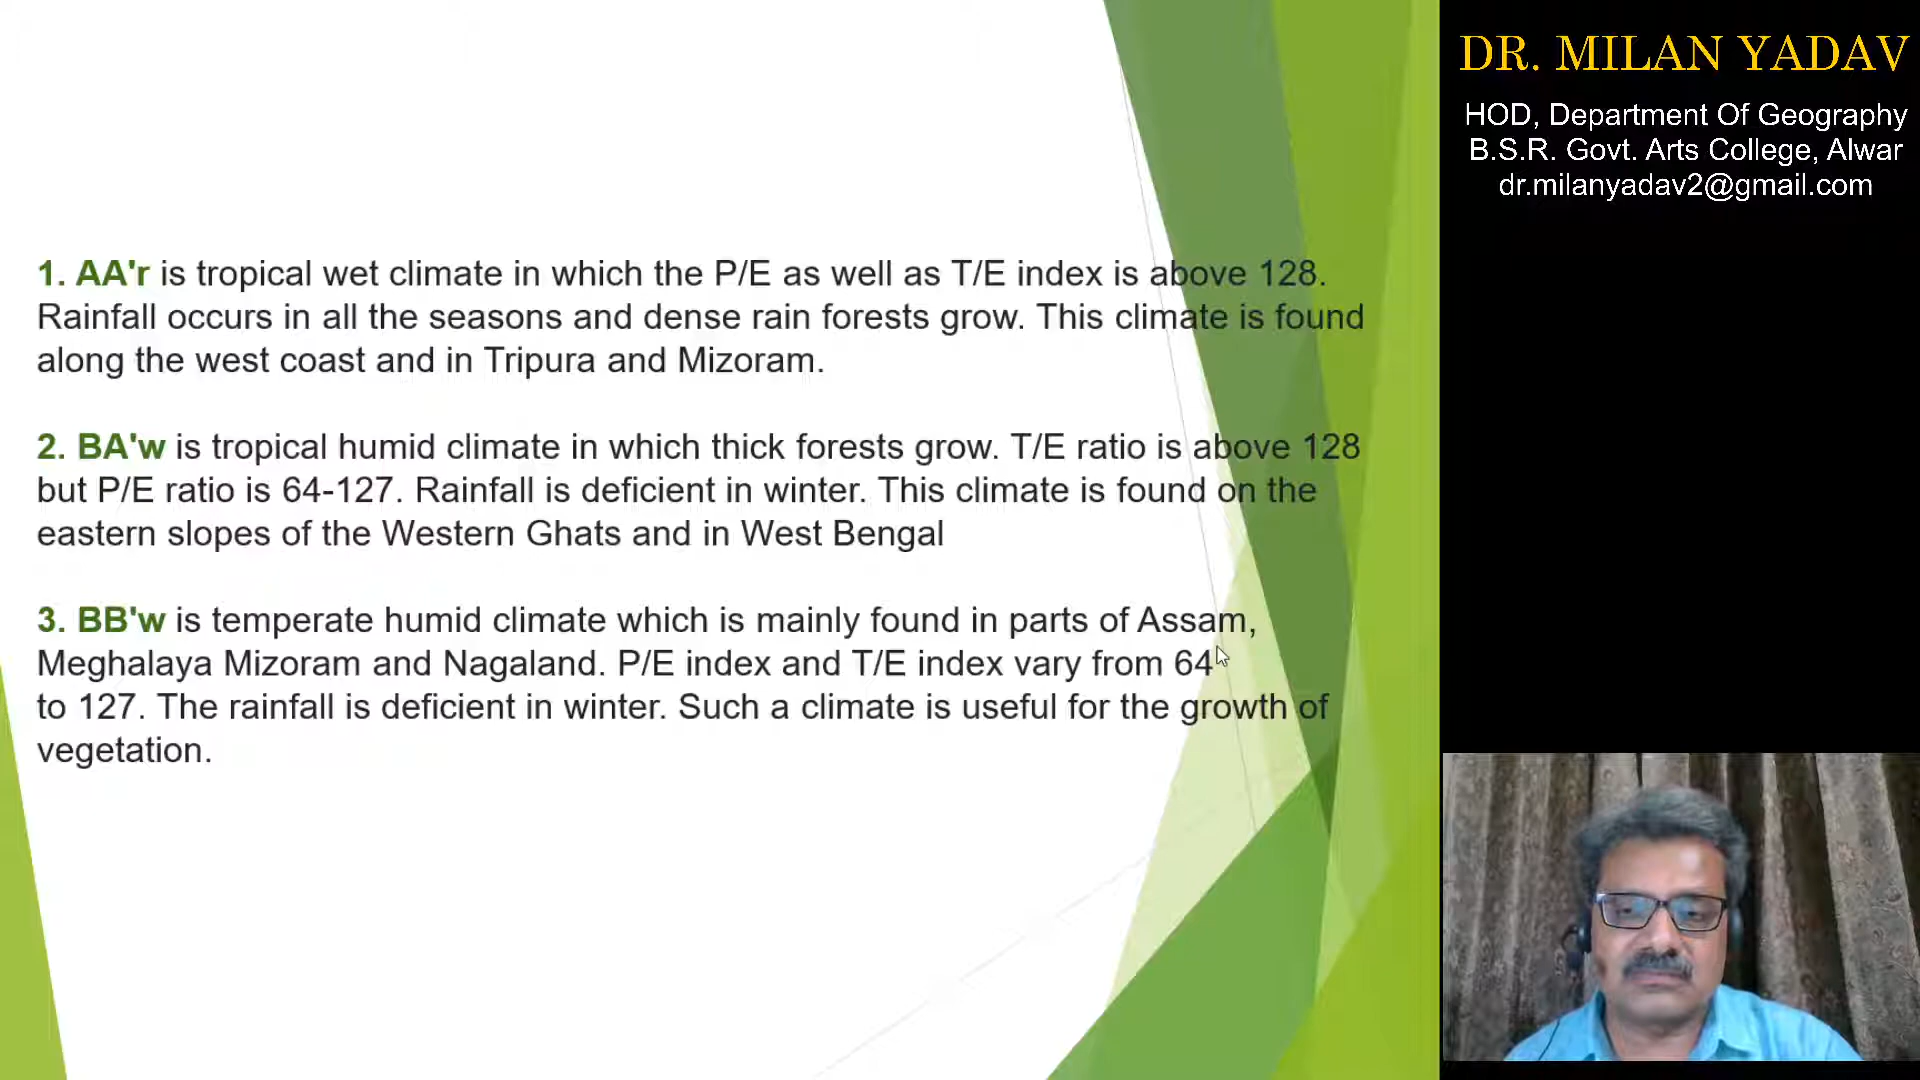 DR. MILAN YADAV
HOD, Department Of Geography
B.S.R. Govt. Arts College, Alwar
dr.milanyadav2@gmail.com
1. AA'r is tropical wet climate in which the P/E as well as T/E index is above 128.
Rainfall occurs in all the seasons and dense rain forests grow. This climate is found
along the west coast and in Tripura and Mizoram.
2. BA'w is tropical humid climate in which thick forests grow. T/E ratio is above 128
but P/E ratio is 64-127. Rainfall is deficient in winter. This climate is found on the
eastern slopes of the Western Ghats and in West Bengal
3. BB'w is temperate humid climate which is mainly found in parts of Assam,
Meghalaya Mizoram and Nagaland. P/E index and T/E index vary from 64
to 127. The rainfall is deficient in winter. Such a climate is useful for the growth of
vegetation.